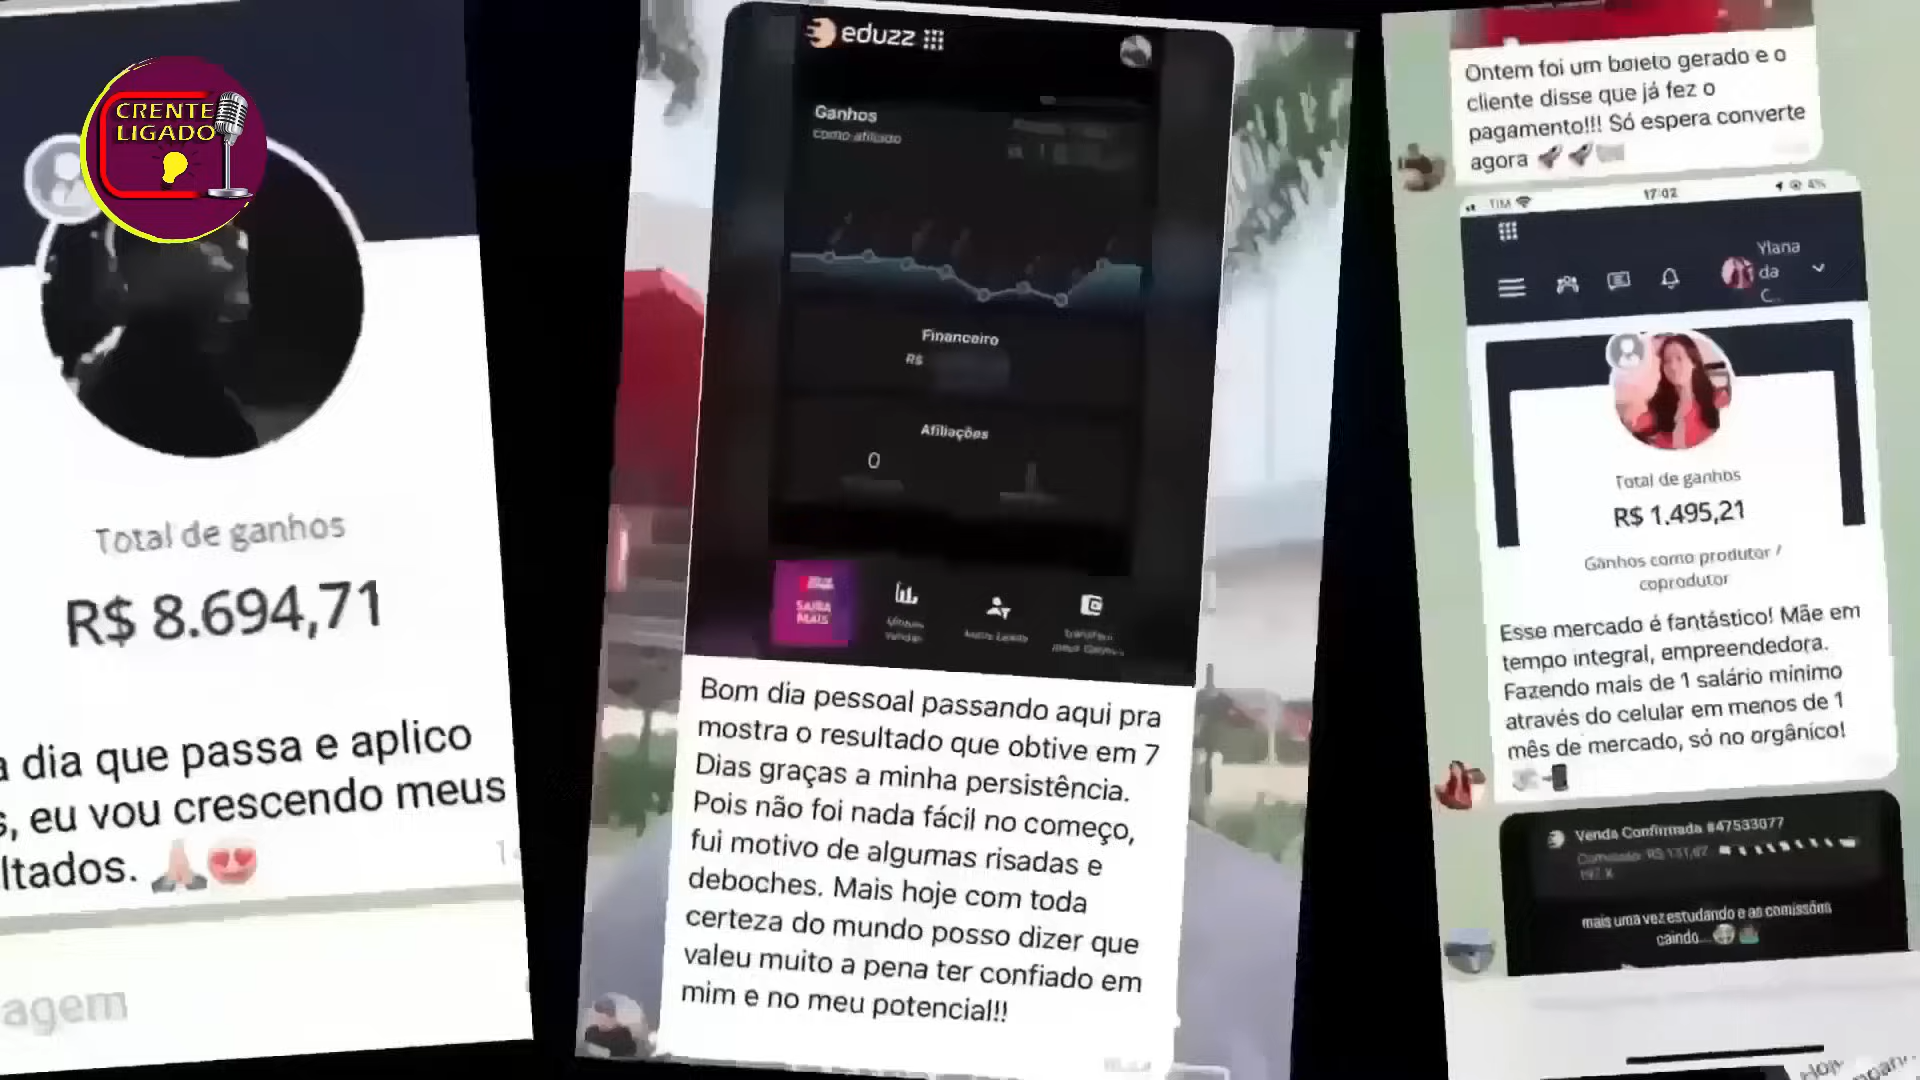 CRENTE
LIGADO
Total de ganhos
R$ 8.694,71
dia que passa e aplico
eu vou crescendo meus
ltados.
agem
eduzz
Ganhos
como afiliado
Financeiro
R$
Afiliações
0
SAIBA
MAIS
Bom dia pessoal passando aqui pra
mostra o resultado que obtive em 7
Dias graças a minha persistência.
Pois não foi nada fácil no começo,
fui motivo de algumas risadas e
deboches. Mais hoje com toda
certeza do mundo posso dizer que
valeu muito a pena ter confiado em
mim e no meu potencial!!
Ontem foi um boleto gerado e o
cliente disse que já fez o
pagamento!!! Só espera converte
agora
TIM 17:02 4%
Ylana
da
C..
Total de ganhos
R$ 1.495,21
Ganhos como produtor /
coprodutor
Esse mercado é fantástico! Mãe em
tempo integral, empreendedora.
Fazendo mais de 1 salário mínimo
através do celular em menos de 1
mês de mercado, só no orgânico!
Venda Confirmada #47533077
mais uma vez estudando e as comissões
caindo...